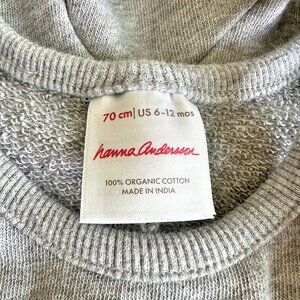 70 cm | US 6-12 mos
hanna andersson
100% ORGANIC COTTON
MADE IN INDIA